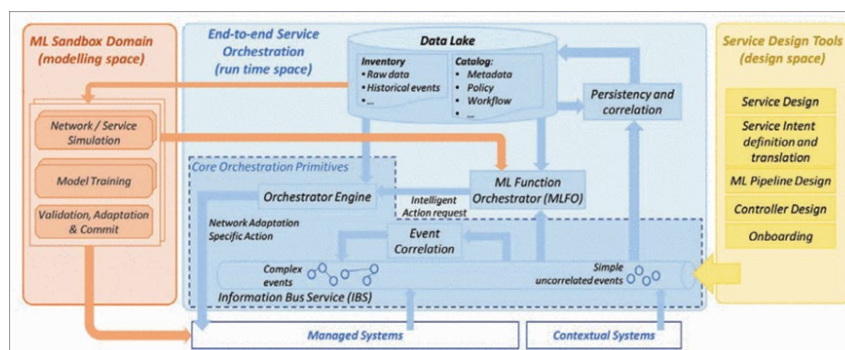 ML Sandbox Domain
(modelling space)
Network / Service
Simulation
Model Training
Validation, Adaptation
& Commit
End-to-end Service
Orchestration
(run time space)
Data Lake
Inventory
• Raw data
• Historical events
• ...
Catalog:
• Metadata
• Policy
• Workflow
• ...
Persistency and
correlation
Core Orchestration Primitives
Orchestrator Engine
Intelligent
Action request
ML Function
Orchestrator (MLFO)
Network Adaptation
Specific Action
Event
Correlation
Complex
events
Simple
uncorrelated events
Information Bus Service (IBS)
Managed Systems
Contextual Systems
Service Design Tools
(design space)
Service Design
Service Intent
definition and
translation
ML Pipeline Design
Controller Design
Onboarding